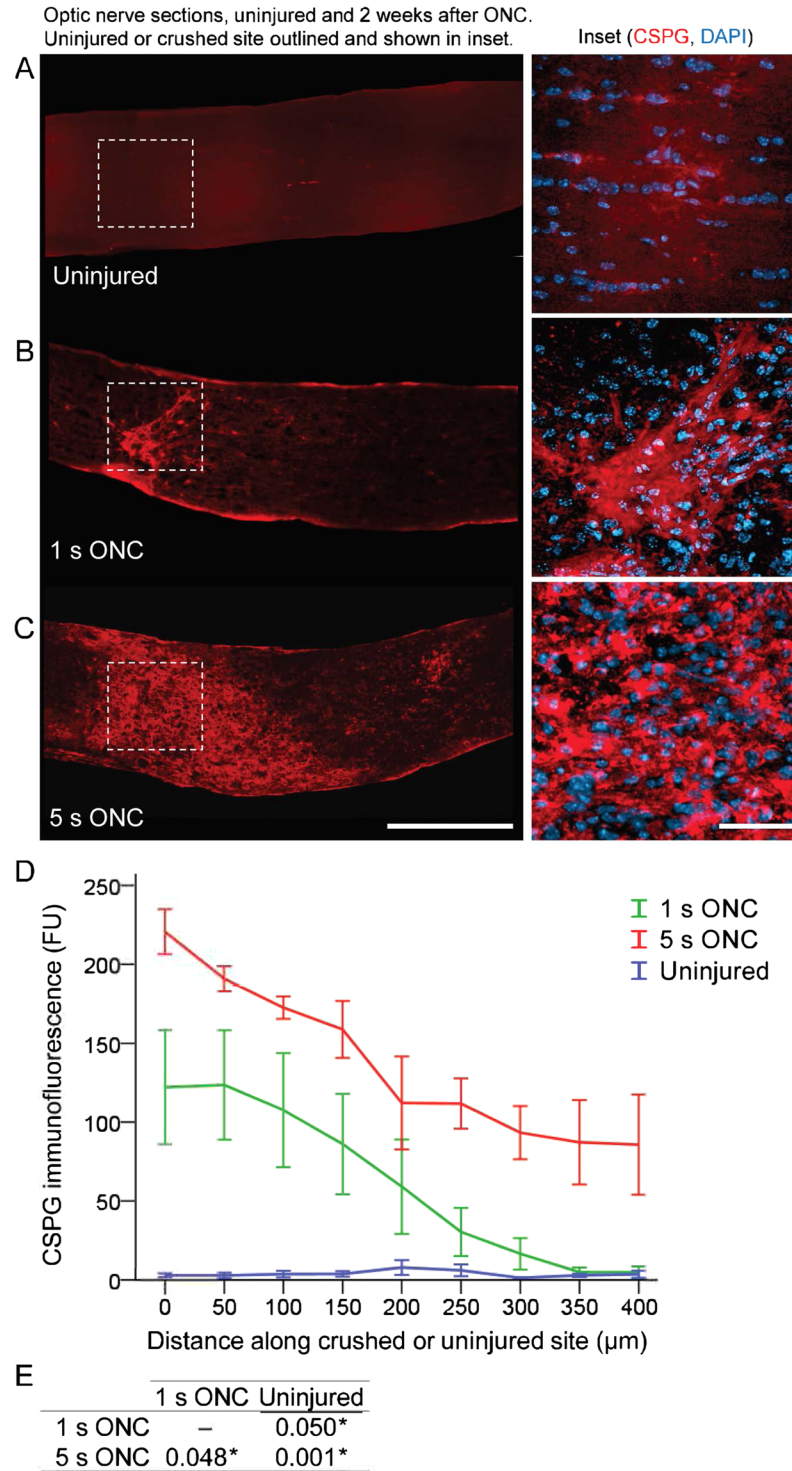 Optic nerve sections, uninjured and 2 weeks after ONC.
Uninjured or crushed site outlined and shown in inset.
Inset (CSPG, DAPI)
A
Uninjured
B
1 s ONC
C
5 s ONC
D
CSPG immunofluorescence (FU)
250
200
150
100
50
0
1 s ONC
5 s ONC
Uninjured
0 50 100 150 200 250 300 350 400
Distance along crushed or uninjured site (µm)
E
1 s ONC Uninjured
1 s ONC – 0.050*
5 s ONC 0.048* 0.001*